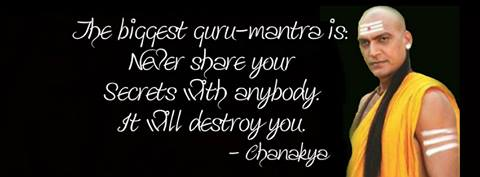 The biggest guru-mantra is:
Never share your
Secrets with anybody.
It will destroy you.
- Chanakya